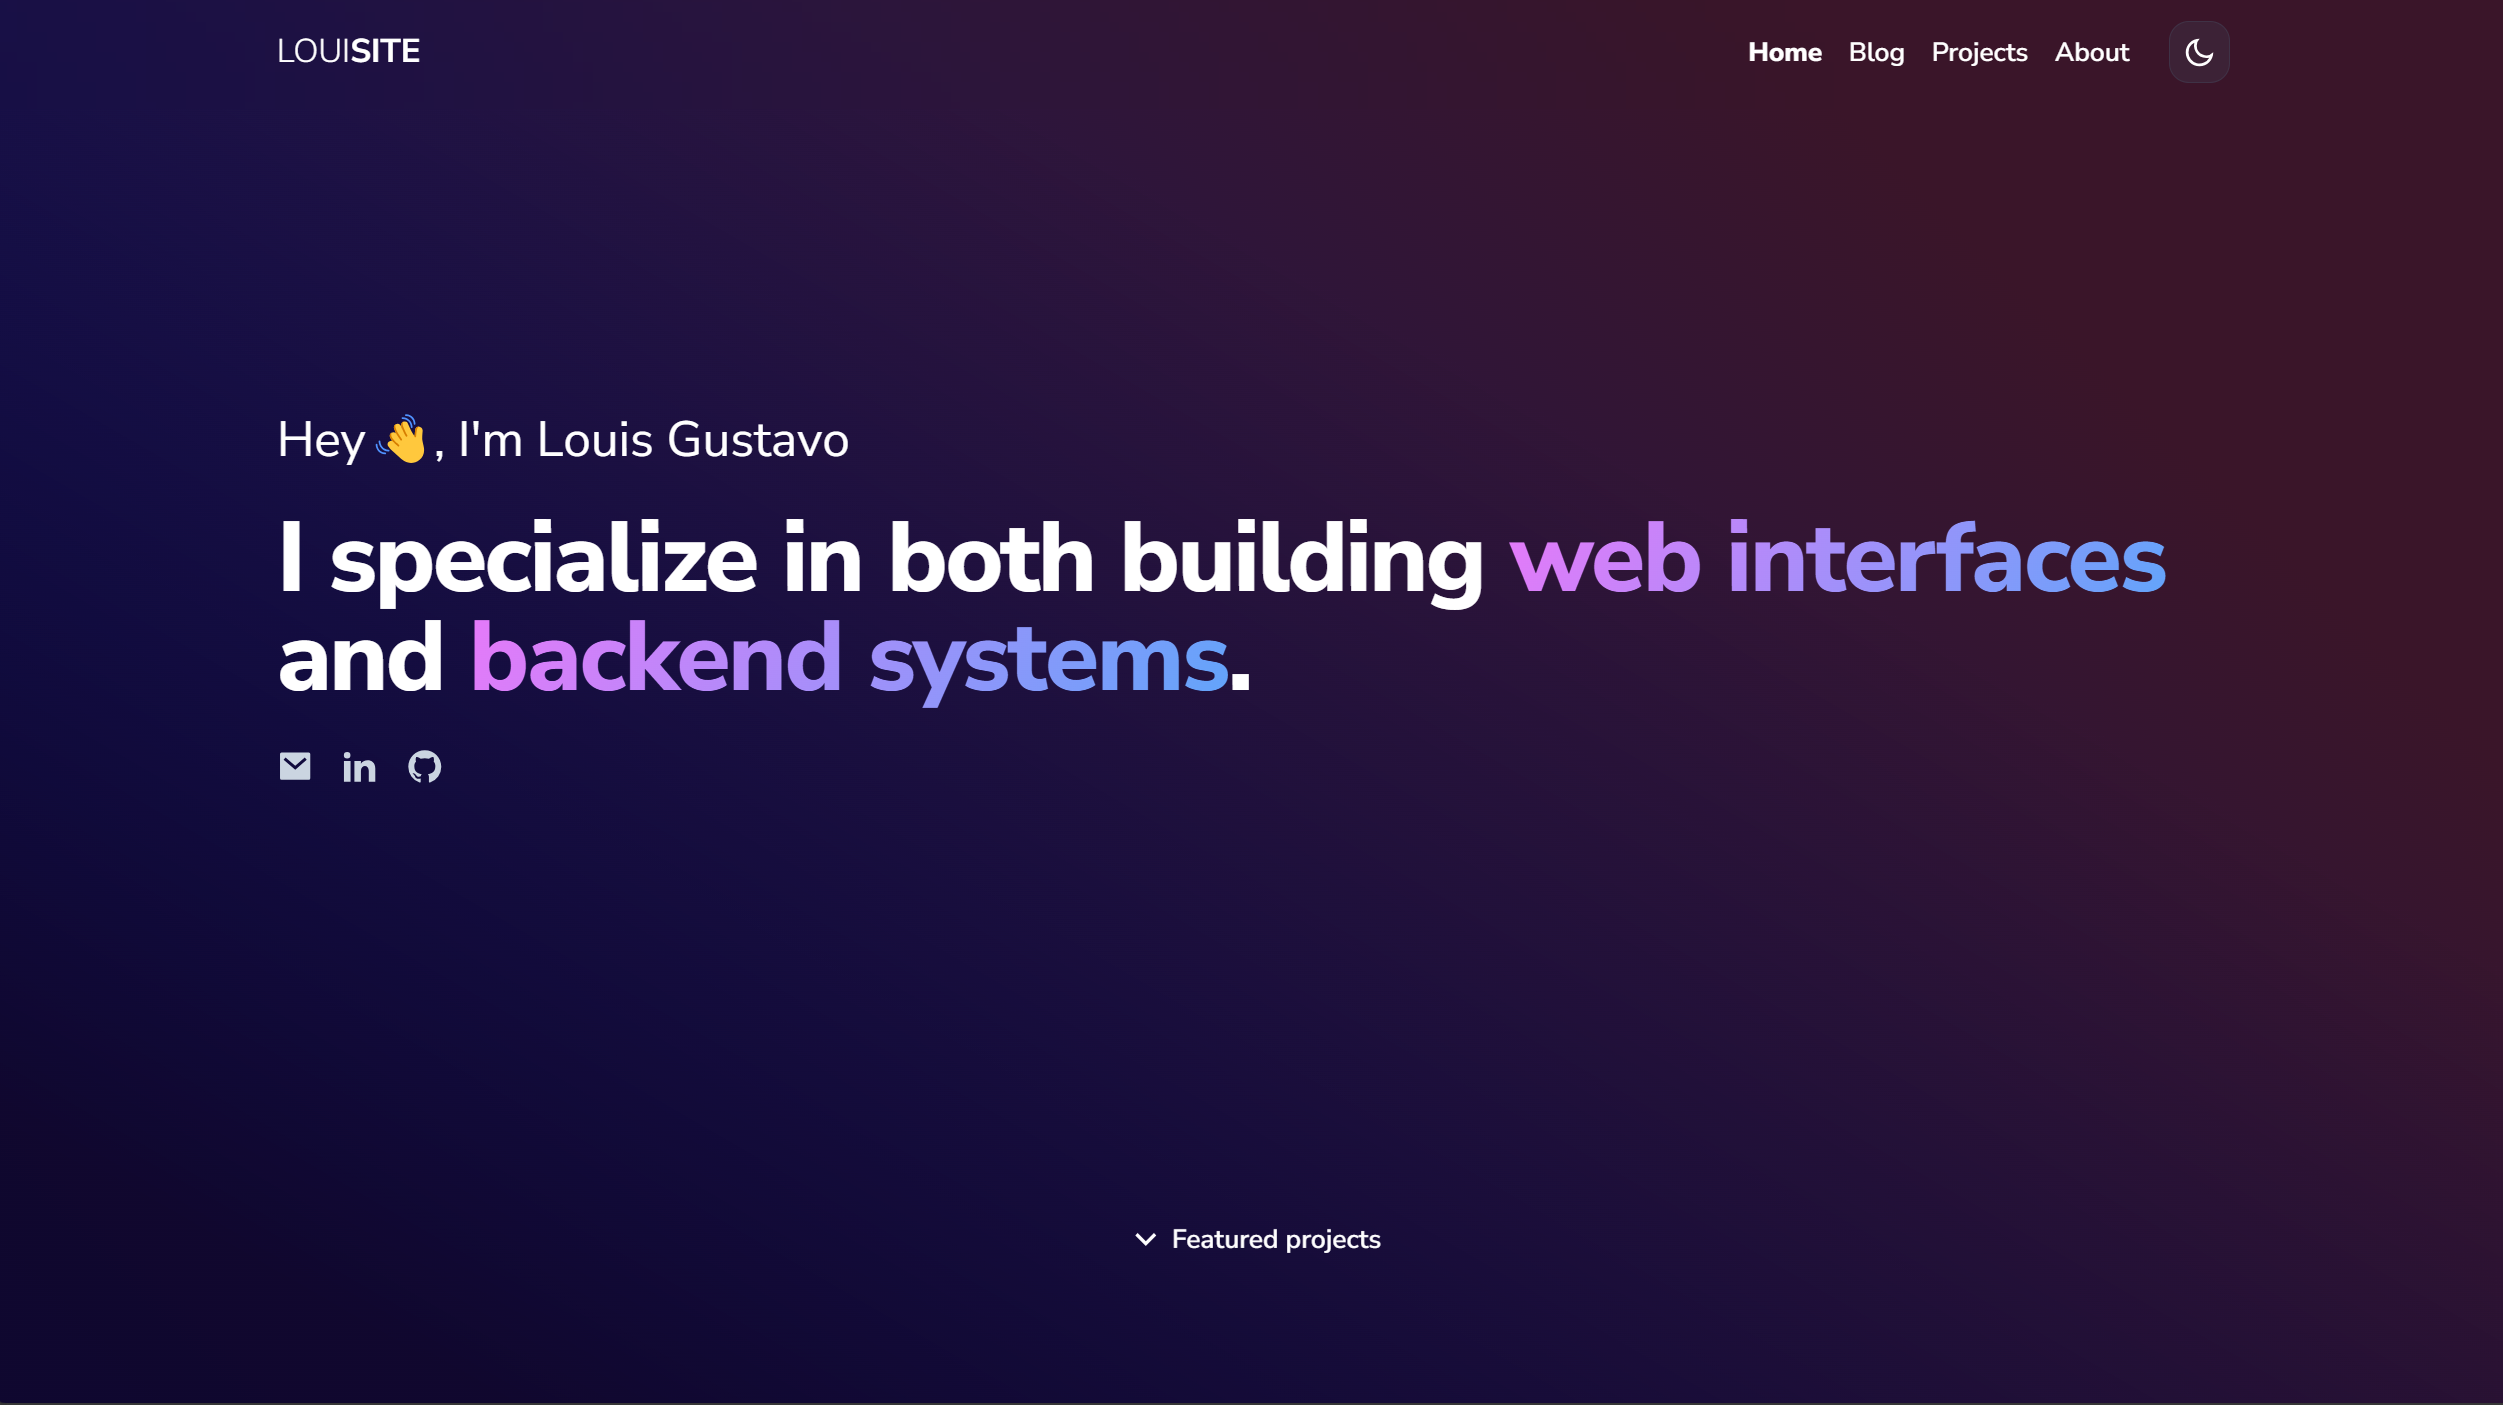 LOUISITE
Home Blog Projects About
Hey 👋, I'm Louis Gustavo
I specialize in both building web interfaces
and backend systems.
in
Featured projects